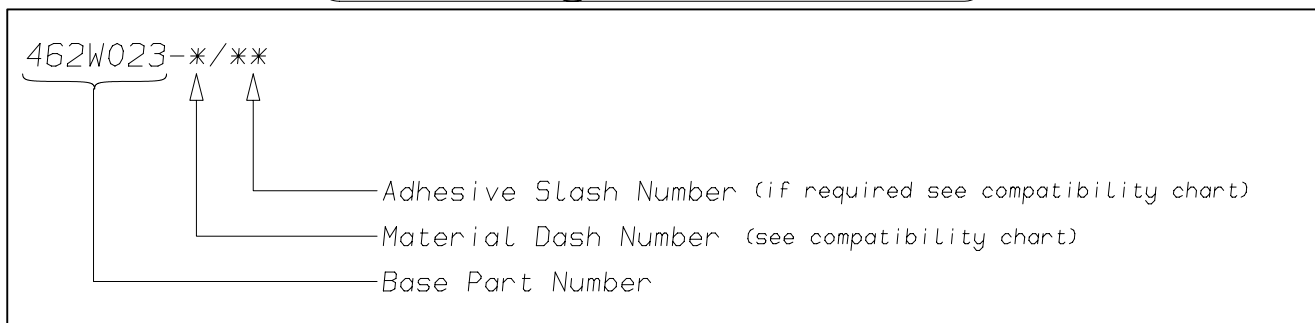 462W023-*/**
Adhesive Slash Number (if required see compatibility chart)
Material Dash Number (see compatibility chart)
Base Part Number